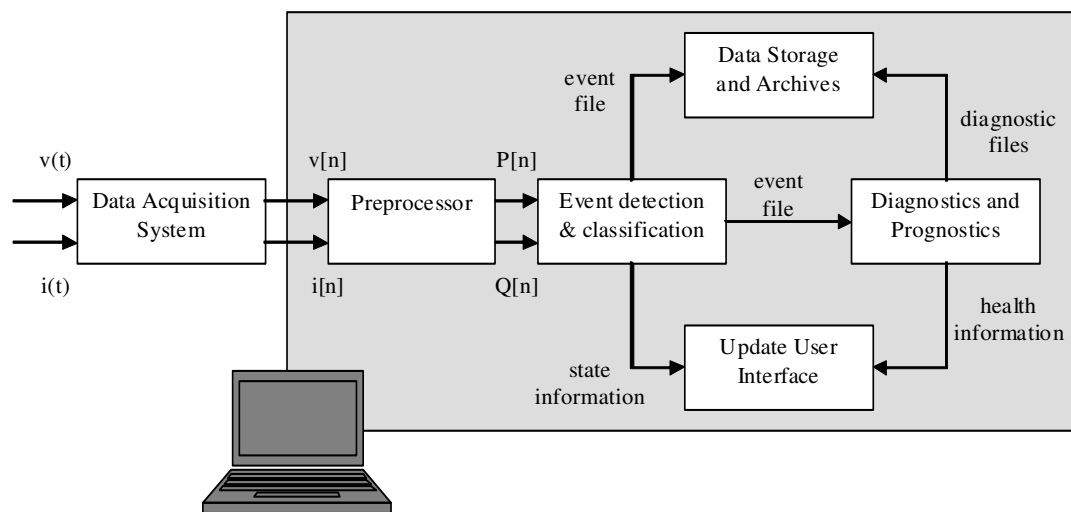 Data Storage
and Archives
event
file
diagnostic
files
v(t)
v[n]
P[n]
Data Acquisition
System
Preprocessor
Event detection
& classification
event
file
Diagnostics and
Prognostics
i(t)
i[n]
Q[n]
health
information
Update User
Interface
state
information